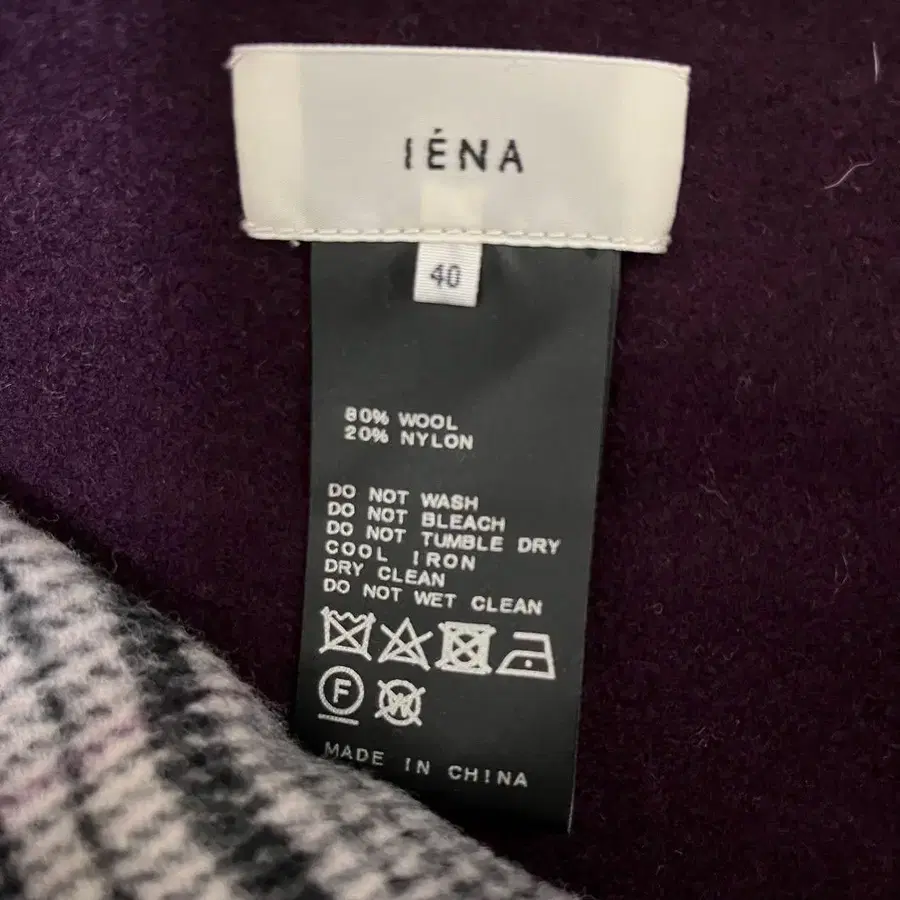 IÉNA
40
80% WOOL
20% NYLON
DO NOT WASH
DO NOT BLEACH
DO NOT TUMBLE DRY
COOL IRON
DRY CLEAN
DO NOT WET CLEAN
F W
MADE IN CHINA